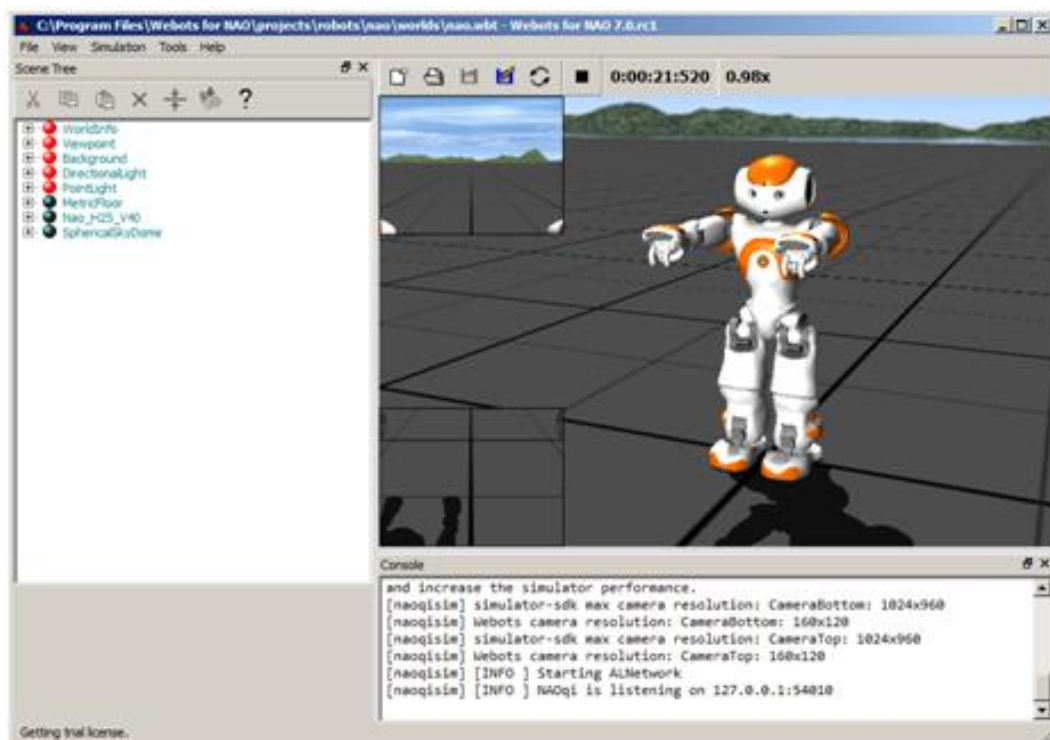 C:\Program Files\Webots for NAO\projects\robots\nao\worlds\nao.wbt - Webots for NAO 7.0.rc1
File View Simulation Tools Help
Scene Tree
?
WorldInfo
Viewpoint
Background
DirectionalLight
PointLight
MetricFloor
Nao_H25_V40
SphericalSkyDome
0:00:21:520 0.98x
Console
and increase the simulator performance.
[naoqisim] simulator-sdk max camera resolution: CameraBottom: 1024x960
[naoqisim] Webots camera resolution: CameraBottom: 160x120
[naoqisim] simulator-sdk max camera resolution: CameraTop: 1024x960
[naoqisim] Webots camera resolution: CameraTop: 160x120
[naoqisim] [INFO ] Starting ALNetwork
[naoqisim] [INFO ] NAOqi is listening on 127.0.0.1:54010
Getting trial license.